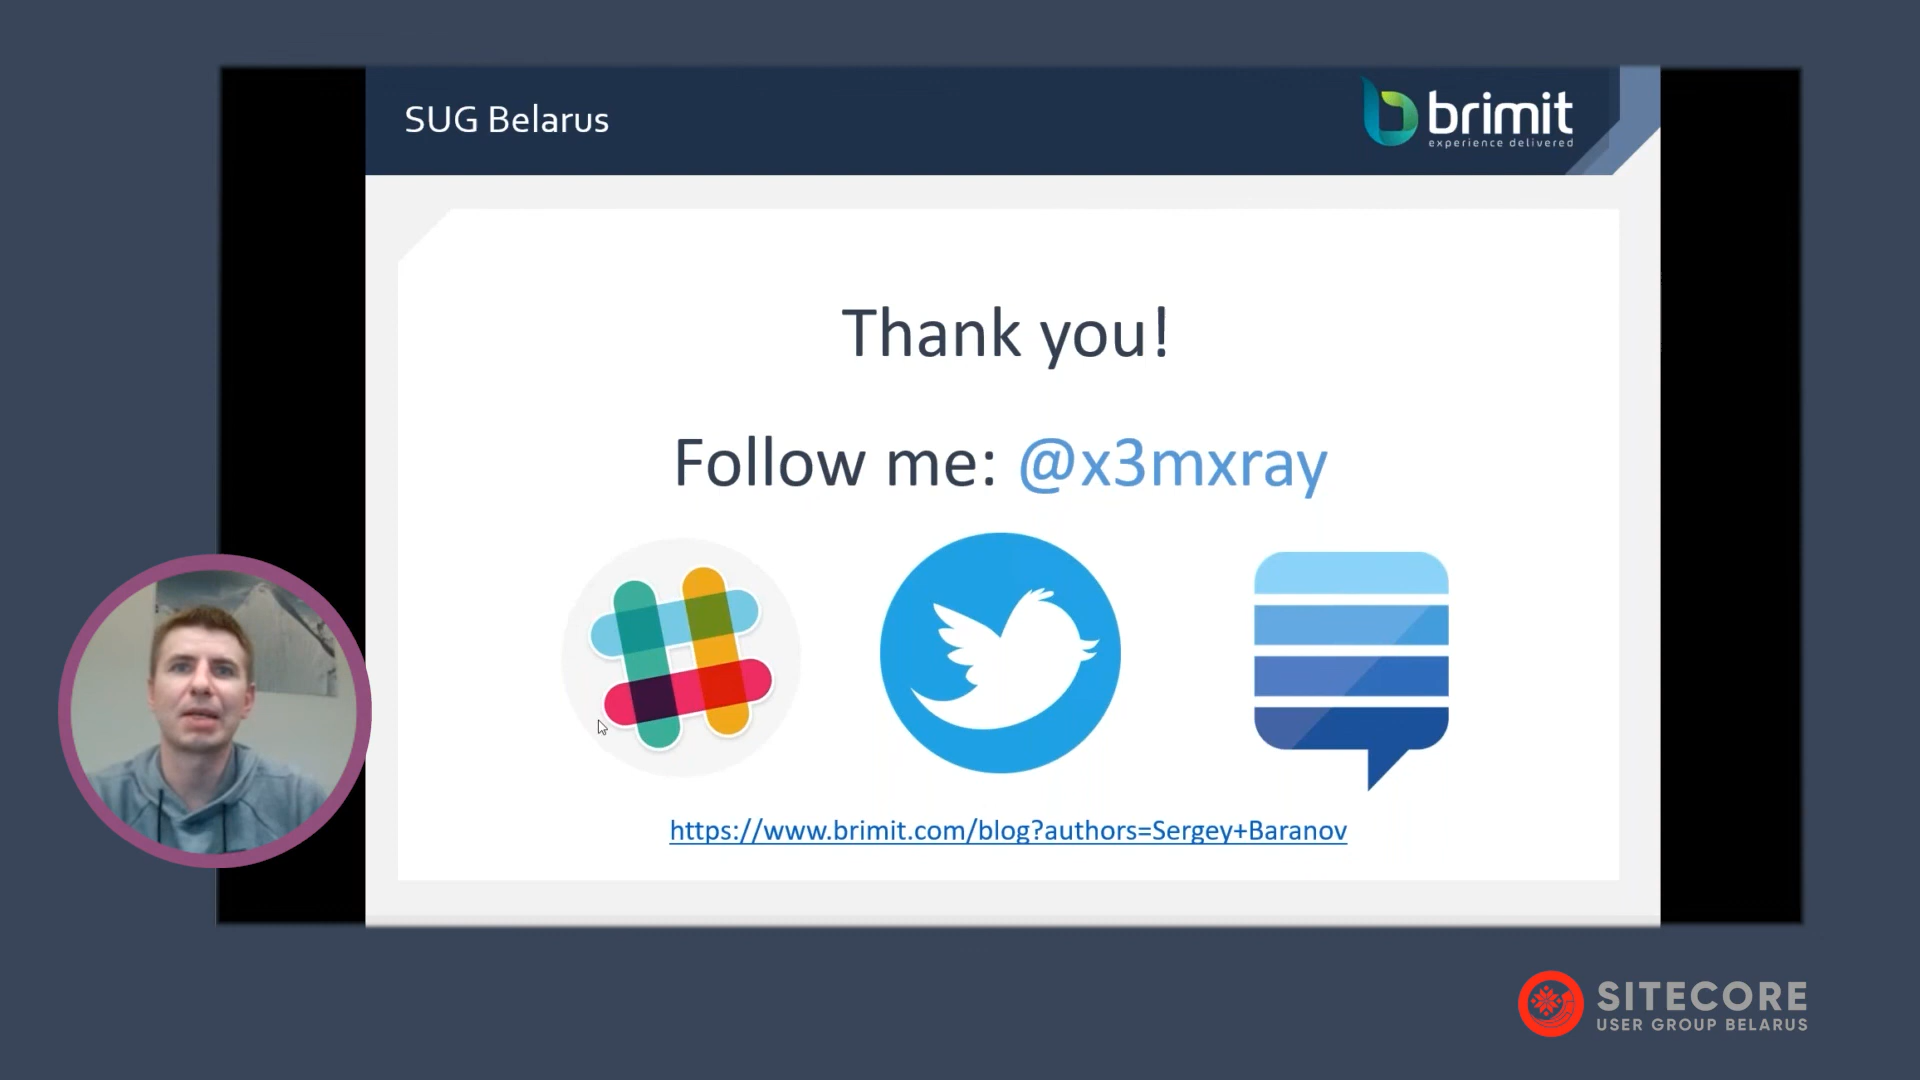 SUG Belarus
brimit
experience delivered
Thank you!
Follow me: @x3mxray
https://www.brimit.com/blog?authors=Sergey+Baranov
SITECORE
USER GROUP BELARUS